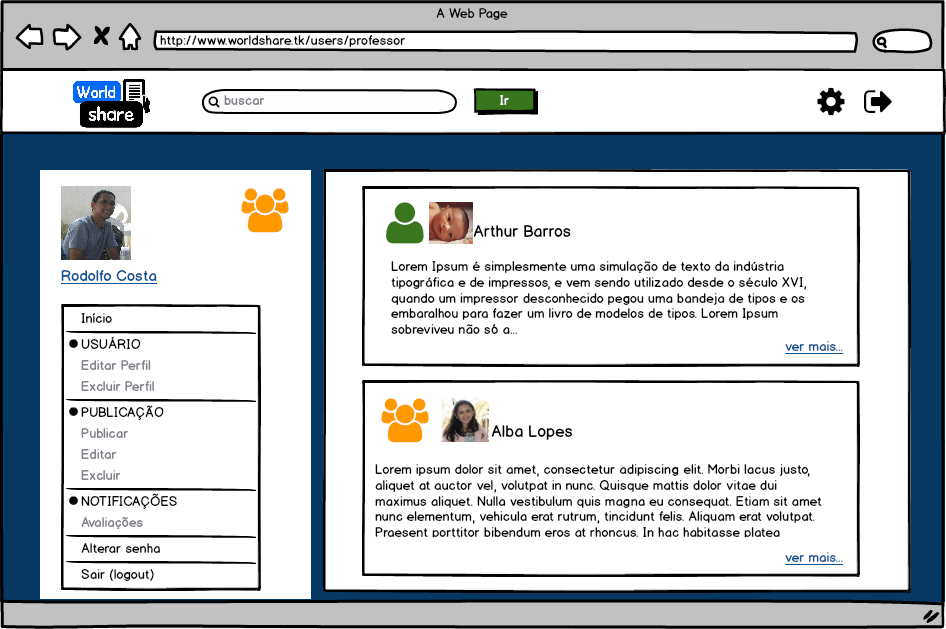 A Web Page
http://www.worldshare.tk/users/professor
World
share
buscar
Ir
Rodolfo Costa
Início
USUÁRIO
Editar Perfil
Excluir Perfil
PUBLICAÇÃO
Publicar
Editar
Excluir
NOTIFICAÇÕES
Avaliações
Alterar senha
Sair (logout)
Arthur Barros
Lorem Ipsum é simplesmente uma simulação de texto da indústria
tipográfica e de impressos, e vem sendo utilizado desde o século XVI,
quando um impressor desconhecido pegou uma bandeja de tipos e os
embaralhou para fazer um livro de modelos de tipos. Lorem Ipsum
sobreviveu não só a...
ver mais...
Alba Lopes
Lorem ipsum dolor sit amet, consectetur adipiscing elit. Morbi lacus justo,
aliquet at auctor vel, volutpat in nunc. Quisque mattis dolor vitae dui
maximus aliquet. Nulla vestibulum quis magna eu consequat. Etiam sit amet
nunc elementum, vehicula erat rutrum, tincidunt felis. Aliquam erat volutpat.
Praesent porttitor bibendum eros at rhoncus. In hac habitasse platea
ver mais...